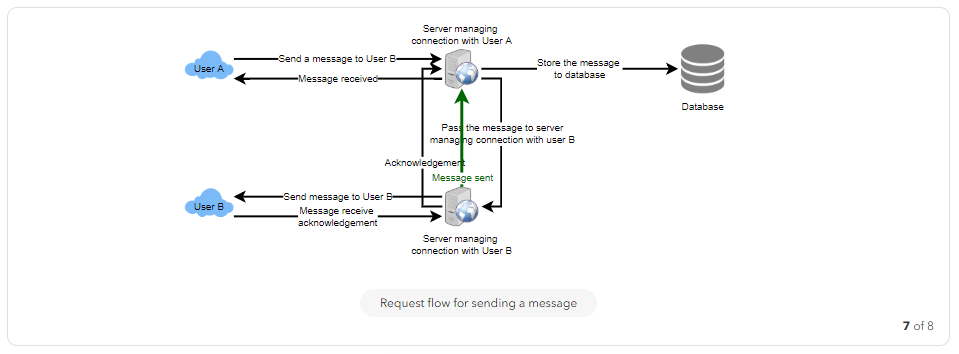 Server managing
connection with User A
User A
Send a message to User B
Message received
Store the message
to database
Database
Pass the message to server
managing connection with user B
Acknowledgement
Message sent
User B
Send message to User B
Message receive
acknowledgement
Server managing
connection with User B
Request flow for sending a message
7 of 8